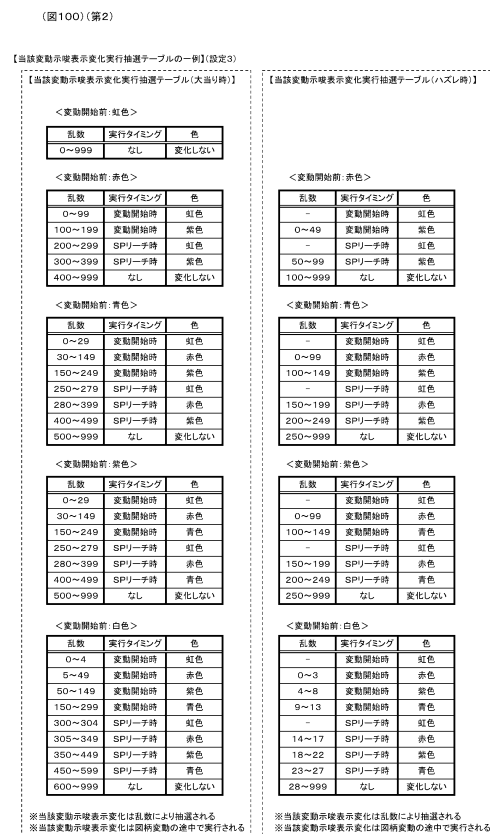 （図１００）（第２）
【当該変動示唆表示変化実行抽選テーブルの一例】（設定３）
【当該変動示唆表示変化実行抽選テーブル（大当り時）】
＜変動開始前：虹色＞
乱数 実行タイミング 色
０～９９９ なし 変化しない
＜変動開始前：赤色＞
乱数 実行タイミング 色
０～９９ 変動開始時 虹色
１００～１９９ 変動開始時 紫色
２００～２９９ ＳＰリーチ時 虹色
３００～３９９ ＳＰリーチ時 紫色
４００～９９９ なし 変化しない
＜変動開始前：青色＞
乱数 実行タイミング 色
０～２９ 変動開始時 虹色
３０～１４９ 変動開始時 赤色
１５０～２４９ 変動開始時 紫色
２５０～２７９ ＳＰリーチ時 虹色
２８０～３９９ ＳＰリーチ時 赤色
４００～４９９ ＳＰリーチ時 紫色
５００～９９９ なし 変化しない
＜変動開始前：紫色＞
乱数 実行タイミング 色
０～２９ 変動開始時 虹色
３０～１４９ 変動開始時 赤色
１５０～２４９ 変動開始時 青色
２５０～２７９ ＳＰリーチ時 虹色
２８０～３９９ ＳＰリーチ時 赤色
４００～４９９ ＳＰリーチ時 青色
５００～９９９ なし 変化しない
＜変動開始前：白色＞
乱数 実行タイミング 色
０～４ 変動開始時 虹色
５～４９ 変動開始時 赤色
５０～１４９ 変動開始時 紫色
１５０～２９９ 変動開始時 青色
３００～３０４ ＳＰリーチ時 虹色
３０５～３４９ ＳＰリーチ時 赤色
３５０～４４９ ＳＰリーチ時 紫色
４５０～５９９ ＳＰリーチ時 青色
６００～９９９ なし 変化しない
※当該変動示唆表示変化は乱数により抽選される
※当該変動示唆表示変化は図柄変動の途中で実行される
【当該変動示唆表示変化実行抽選テーブル（ハズレ時）】
＜変動開始前：赤色＞
乱数 実行タイミング 色
－ 変動開始時 虹色
０～４９ 変動開始時 紫色
－ ＳＰリーチ時 虹色
５０～９９ ＳＰリーチ時 紫色
１００～９９９ なし 変化しない
＜変動開始前：青色＞
乱数 実行タイミング 色
－ 変動開始時 虹色
０～９９ 変動開始時 赤色
１００～１４９ 変動開始時 紫色
－ ＳＰリーチ時 虹色
１５０～１９９ ＳＰリーチ時 赤色
２００～２４９ ＳＰリーチ時 紫色
２５０～９９９ なし 変化しない
＜変動開始前：紫色＞
乱数 実行タイミング 色
－ 変動開始時 虹色
０～９９ 変動開始時 赤色
１００～１４９ 変動開始時 青色
－ ＳＰリーチ時 虹色
１５０～１９９ ＳＰリーチ時 赤色
２００～２４９ ＳＰリーチ時 青色
２５０～９９９ なし 変化しない
＜変動開始前：白色＞
乱数 実行タイミング 色
－ 変動開始時 虹色
０～３ 変動開始時 赤色
４～８ 変動開始時 紫色
９～１３ 変動開始時 青色
－ ＳＰリーチ時 虹色
１４～１７ ＳＰリーチ時 赤色
１８～２２ ＳＰリーチ時 紫色
２３～２７ ＳＰリーチ時 青色
２８～９９９ なし 変化しない
※当該変動示唆表示変化は乱数により抽選される
※当該変動示唆表示変化は図柄変動の途中で実行される